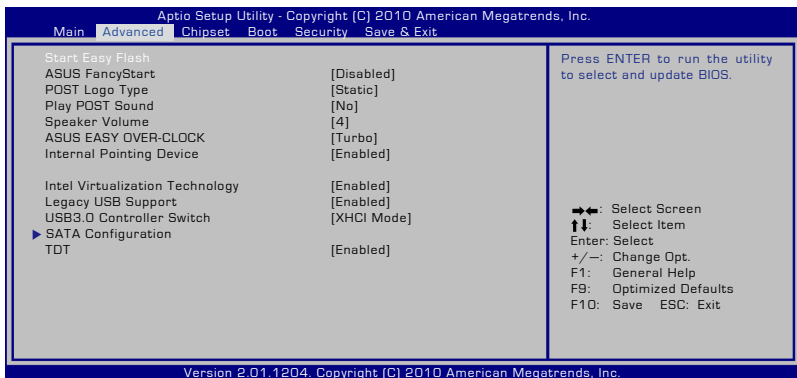 Aptio Setup Utility - Copyright (C) 2010 American Megatrends, Inc.
Main Advanced Chipset Boot Security Save & Exit
Start Easy Flash
ASUS FancyStart [Disabled]
POST Logo Type [Static]
Play POST Sound [No]
Speaker Volume [4]
ASUS EASY OVER-CLOCK [Turbo]
Internal Pointing Device [Enabled]
Intel Virtualization Technology [Enabled]
Legacy USB Support [Enabled]
USB3.0 Controller Switch [XHCI Mode]
SATA Configuration
TDT [Enabled]
Press ENTER to run the utility
to select and update BIOS.
→←: Select Screen
↑↓: Select Item
Enter: Select
+/—: Change Opt.
F1: General Help
F9: Optimized Defaults
F10: Save ESC: Exit
Version 2.01.1204. Copyright (C) 2010 American Megatrends, Inc.